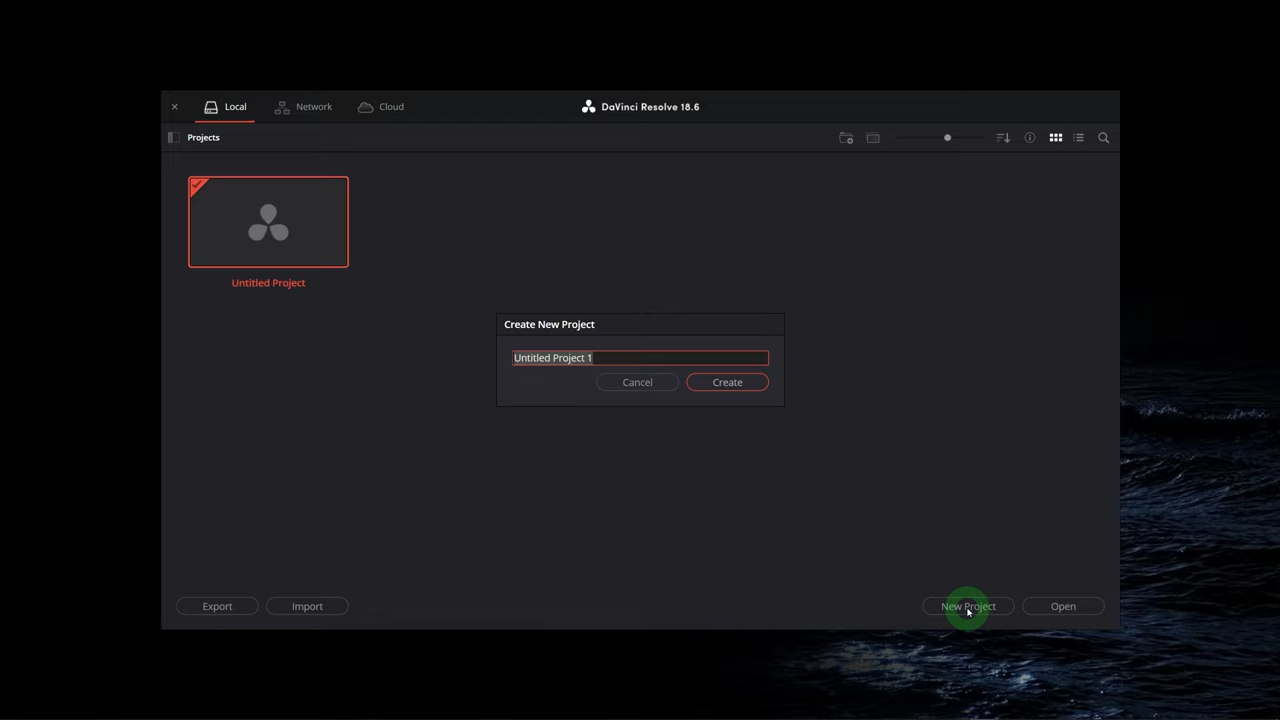 Local
Network
Cloud
DaVinci Resolve 18.6
Projects
Untitled Project
Create New Project
Untitled Project 1
Cancel
Create
Export
Import
New Project
Open